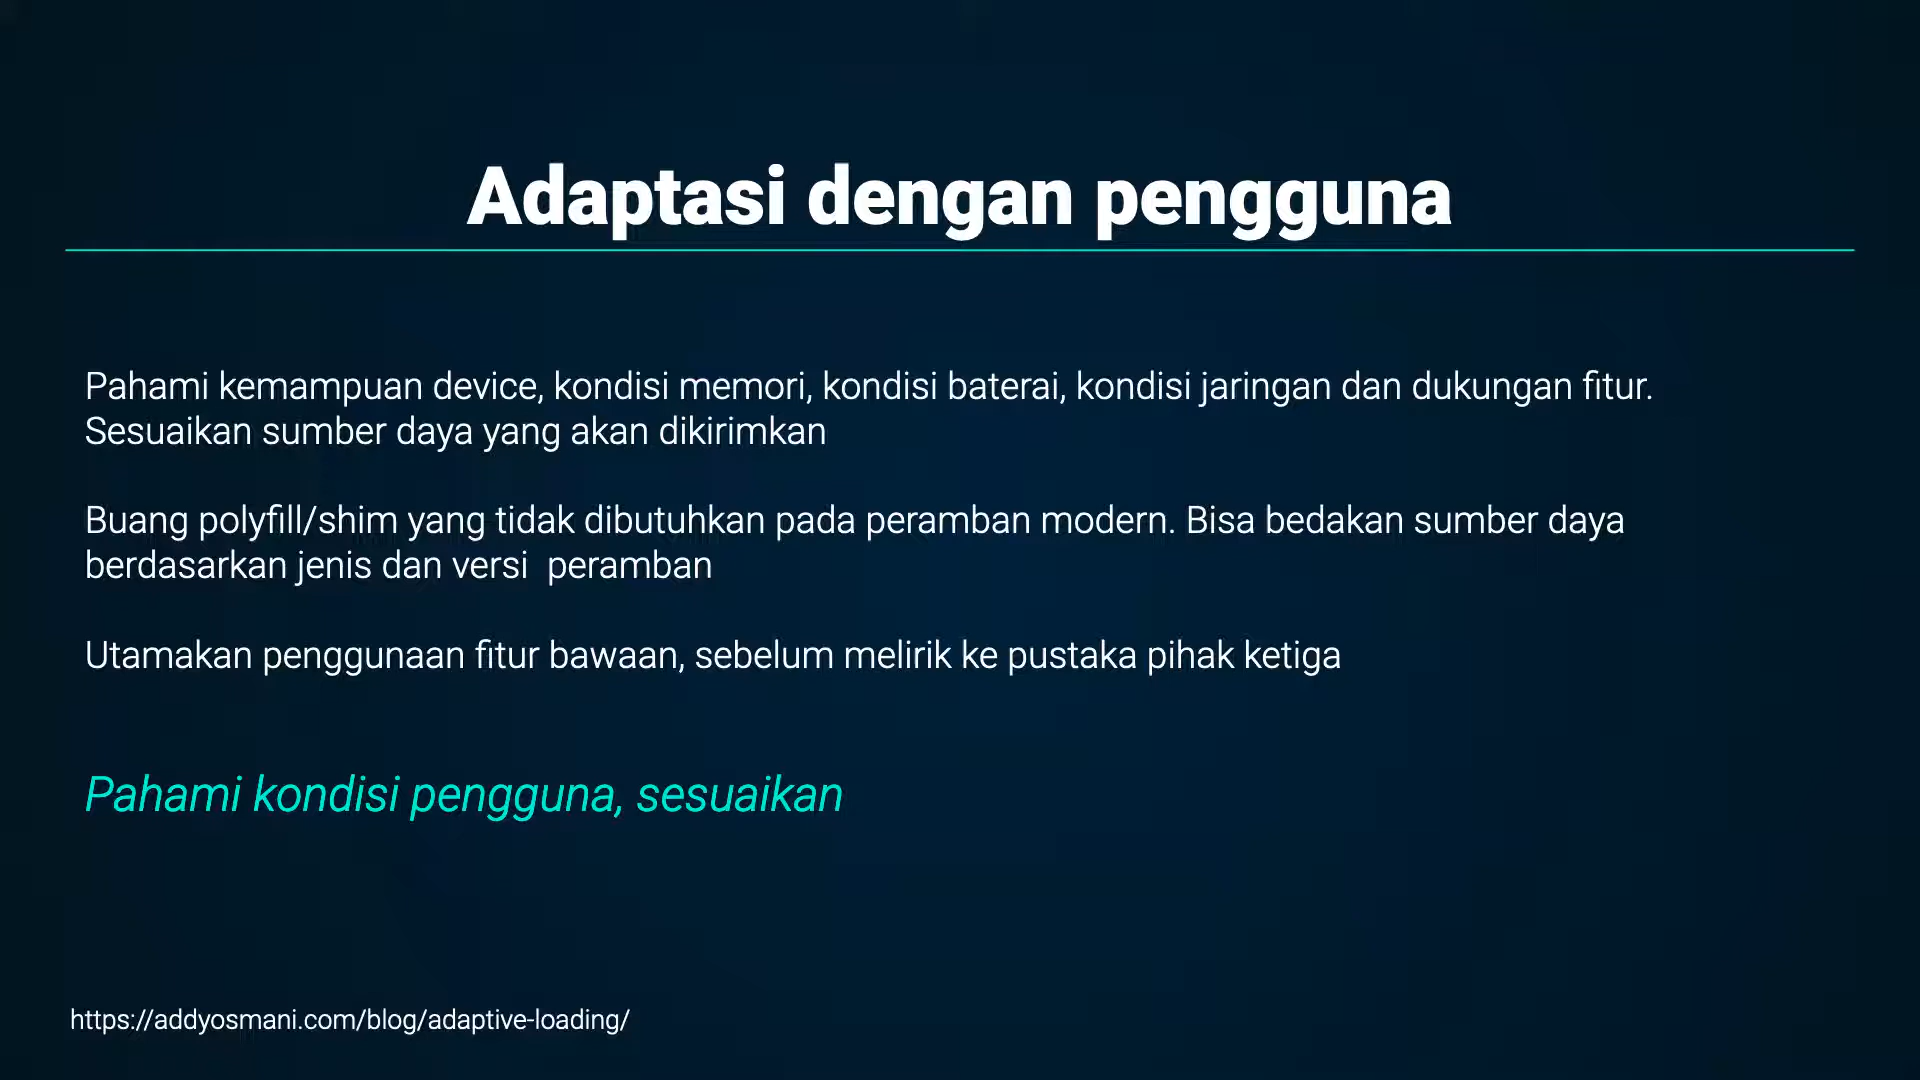 Adaptasi dengan pengguna
Pahami kemampuan device, kondisi memori, kondisi baterai, kondisi jaringan dan dukungan fitur.
Sesuaikan sumber daya yang akan dikirimkan
Buang polyfill/shim yang tidak dibutuhkan pada peramban modern. Bisa bedakan sumber daya
berdasarkan jenis dan versi  peramban
Utamakan penggunaan fitur bawaan, sebelum melirik ke pustaka pihak ketiga
Pahami kondisi pengguna, sesuaikan
https://addyosmani.com/blog/adaptive-loading/